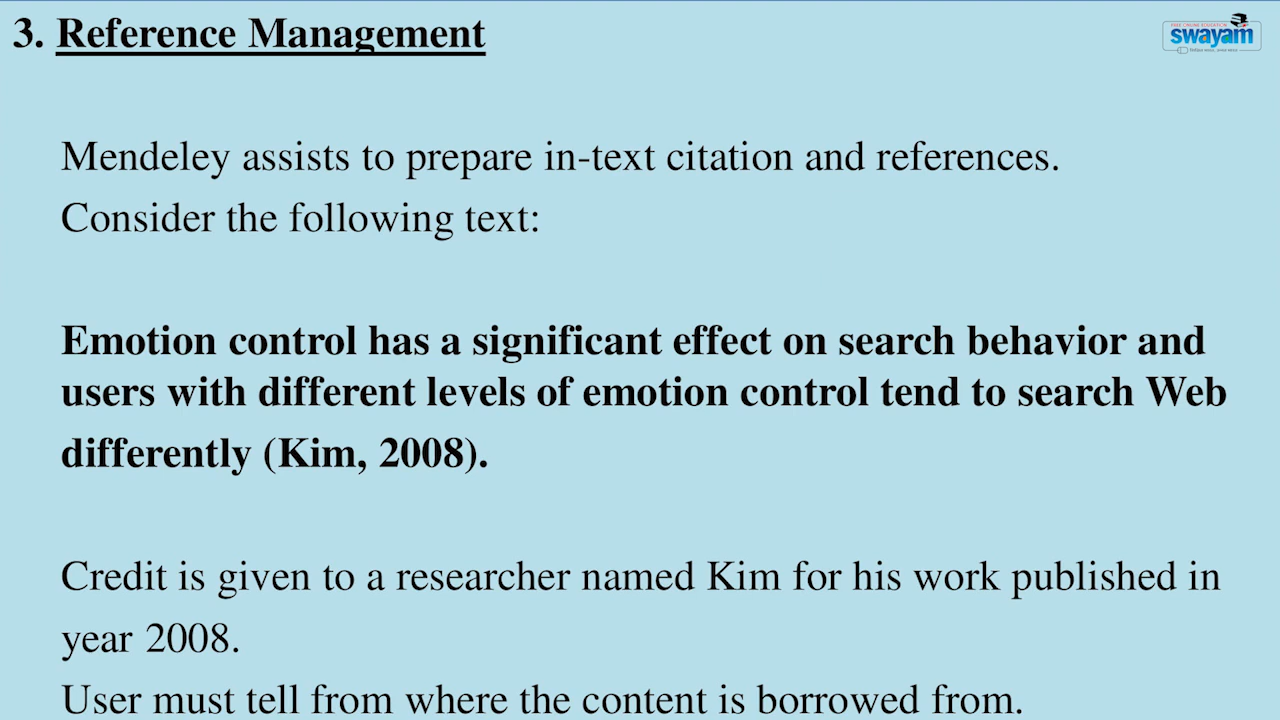 3. Reference Management
swayam
Mendeley assists to prepare in-text citation and references.
Consider the following text:
Emotion control has a significant effect on search behavior and
users with different levels of emotion control tend to search Web
differently (Kim, 2008).
Credit is given to a researcher named Kim for his work published in
year 2008.
User must tell from where the content is borrowed from.